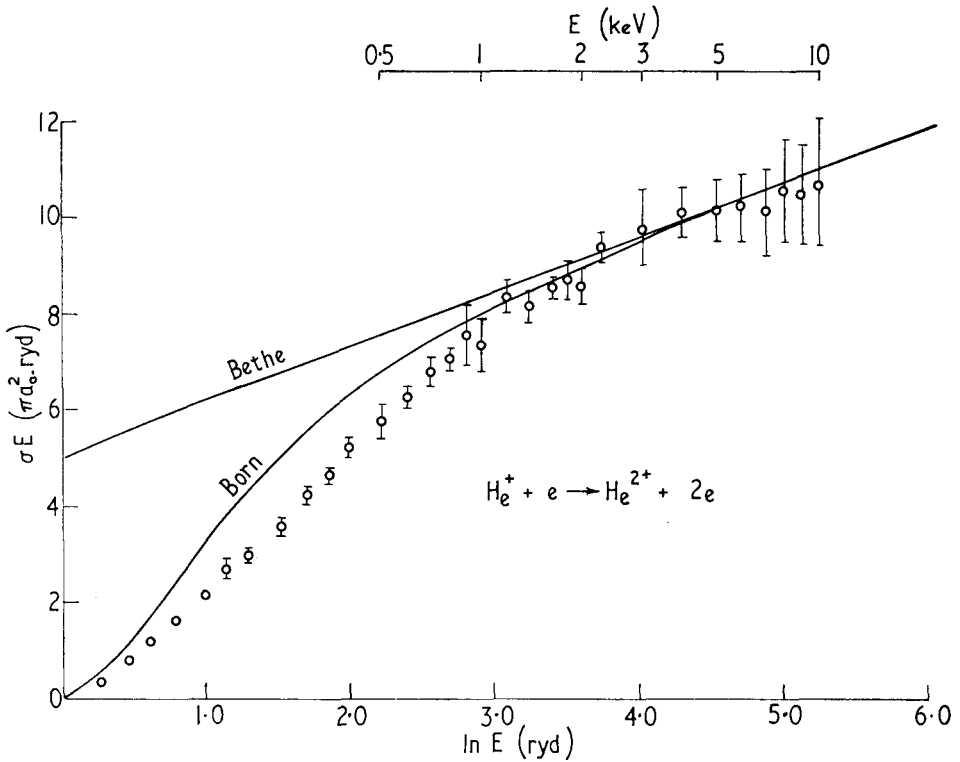 E (keV)
0·5 1 2 3 5 10
12
10
8
6
4
2
0
σE (πa₀². ryd)
Bethe
Born
He⁺ + e → He²⁺ + 2e
1.0 2·0 3·0 4·0 5·0 6·0
ln E (ryd)